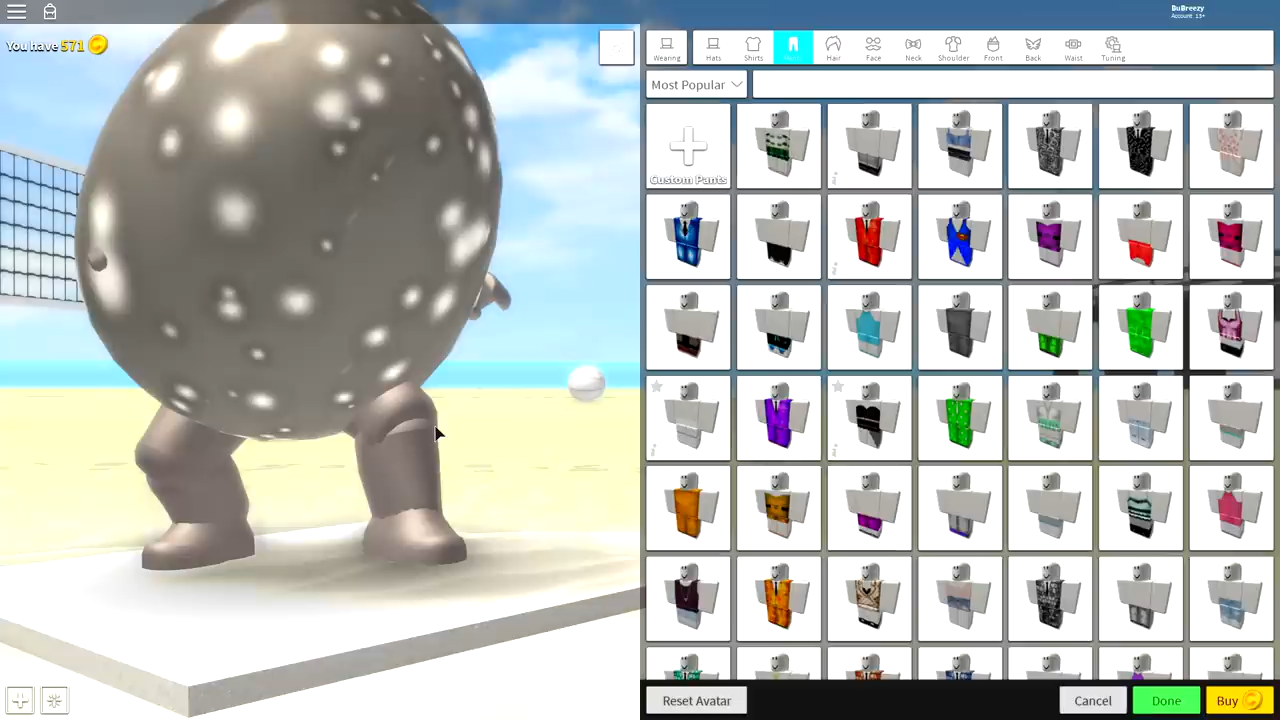 BuBreezy
Account: 13+
You have 571
Wearing
Hats
Shirts
Hair
Face
Neck
Shoulder
Front
Back
Waist
Tuning
Most Popular
Custom Pants
Reset Avatar
Cancel
Done
Buy